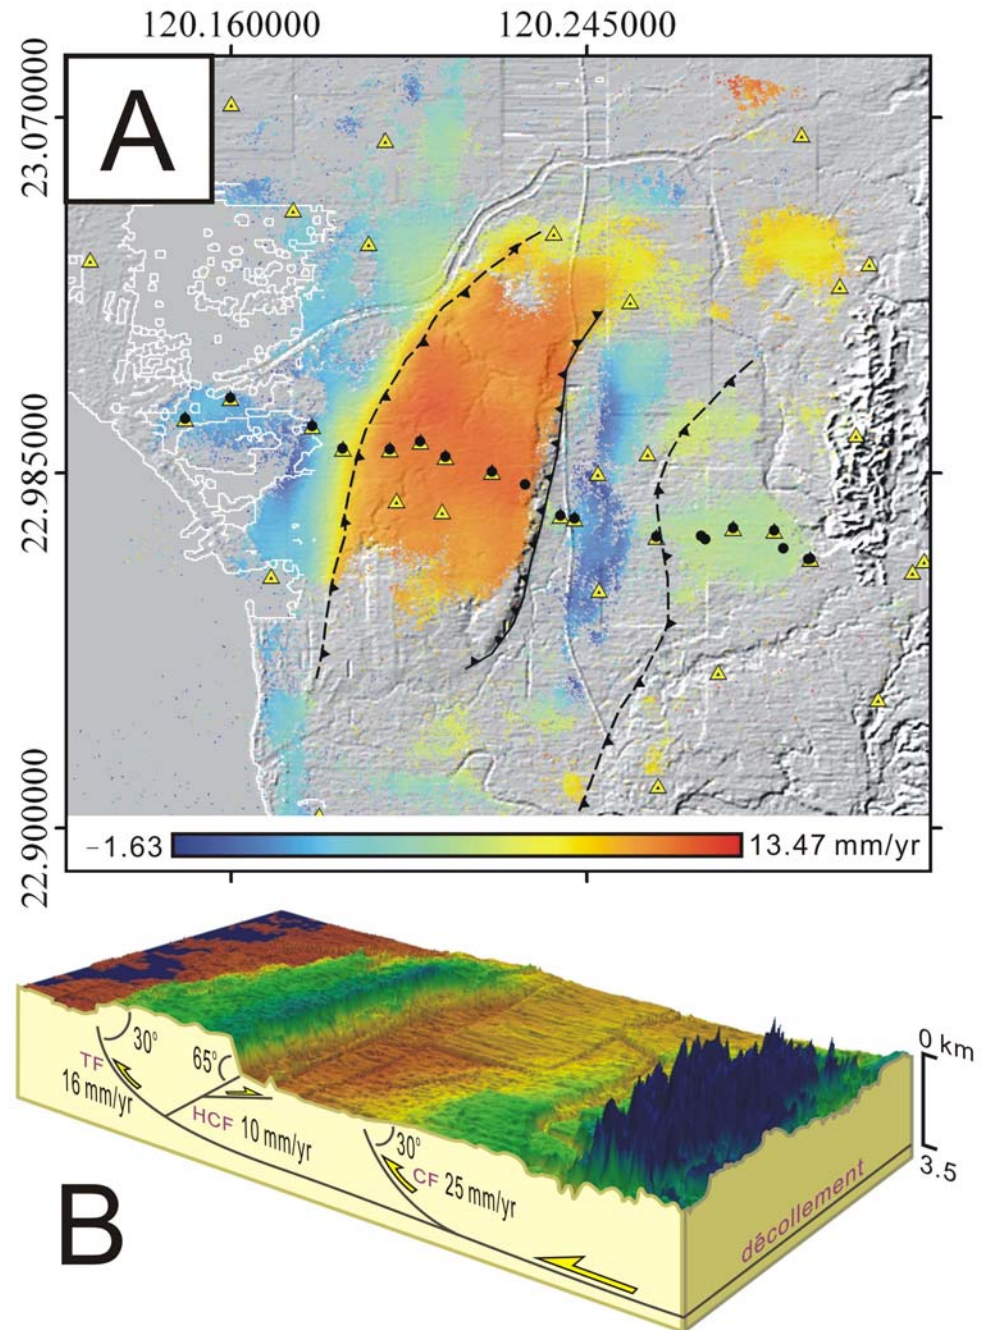 120.160000 120.245000
23.070000
22.985000
22.900000
A
−1.63 13.47 mm/yr
0 km
3.5
30°
65°
TF
16 mm/yr
HCF 10 mm/yr
30°
CF 25 mm/yr
décollement
B